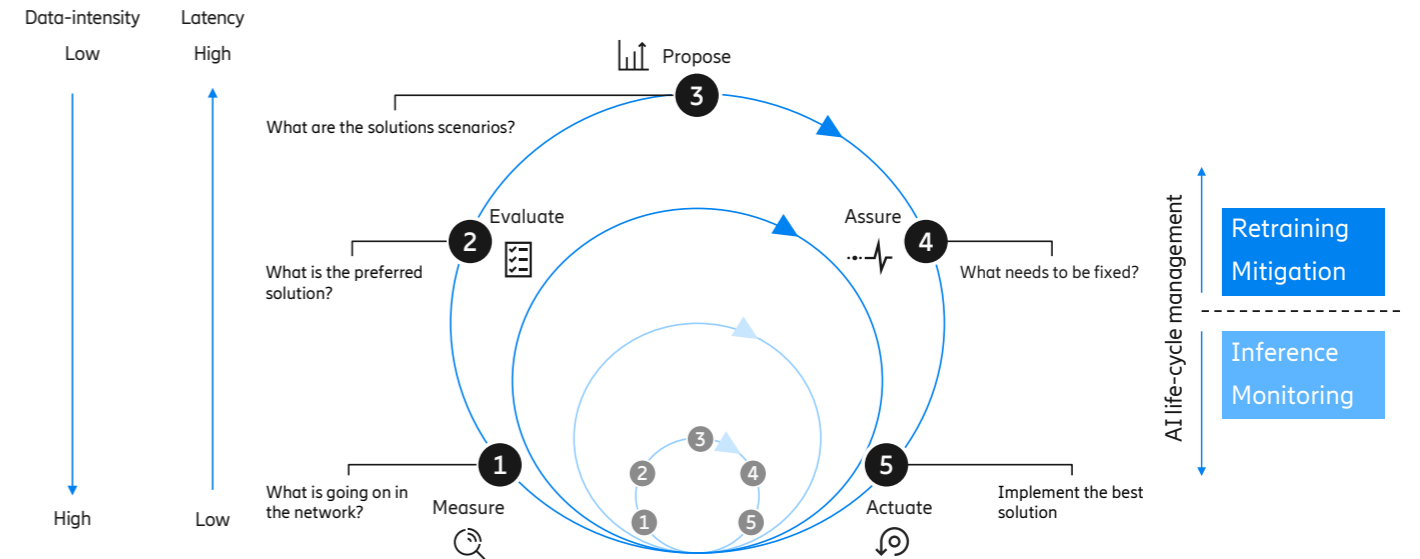 Data-intensity
Low
High
Latency
High
Low
Propose
3
What are the solutions scenarios?
Evaluate
2
What is the preferred
solution?
Assure
4
What needs to be fixed?
1
What is going on in
the network?
Measure
5
Actuate
Implement the best
solution
3
2
4
1
5
AI life-cycle management
Retraining
Mitigation
Inference
Monitoring